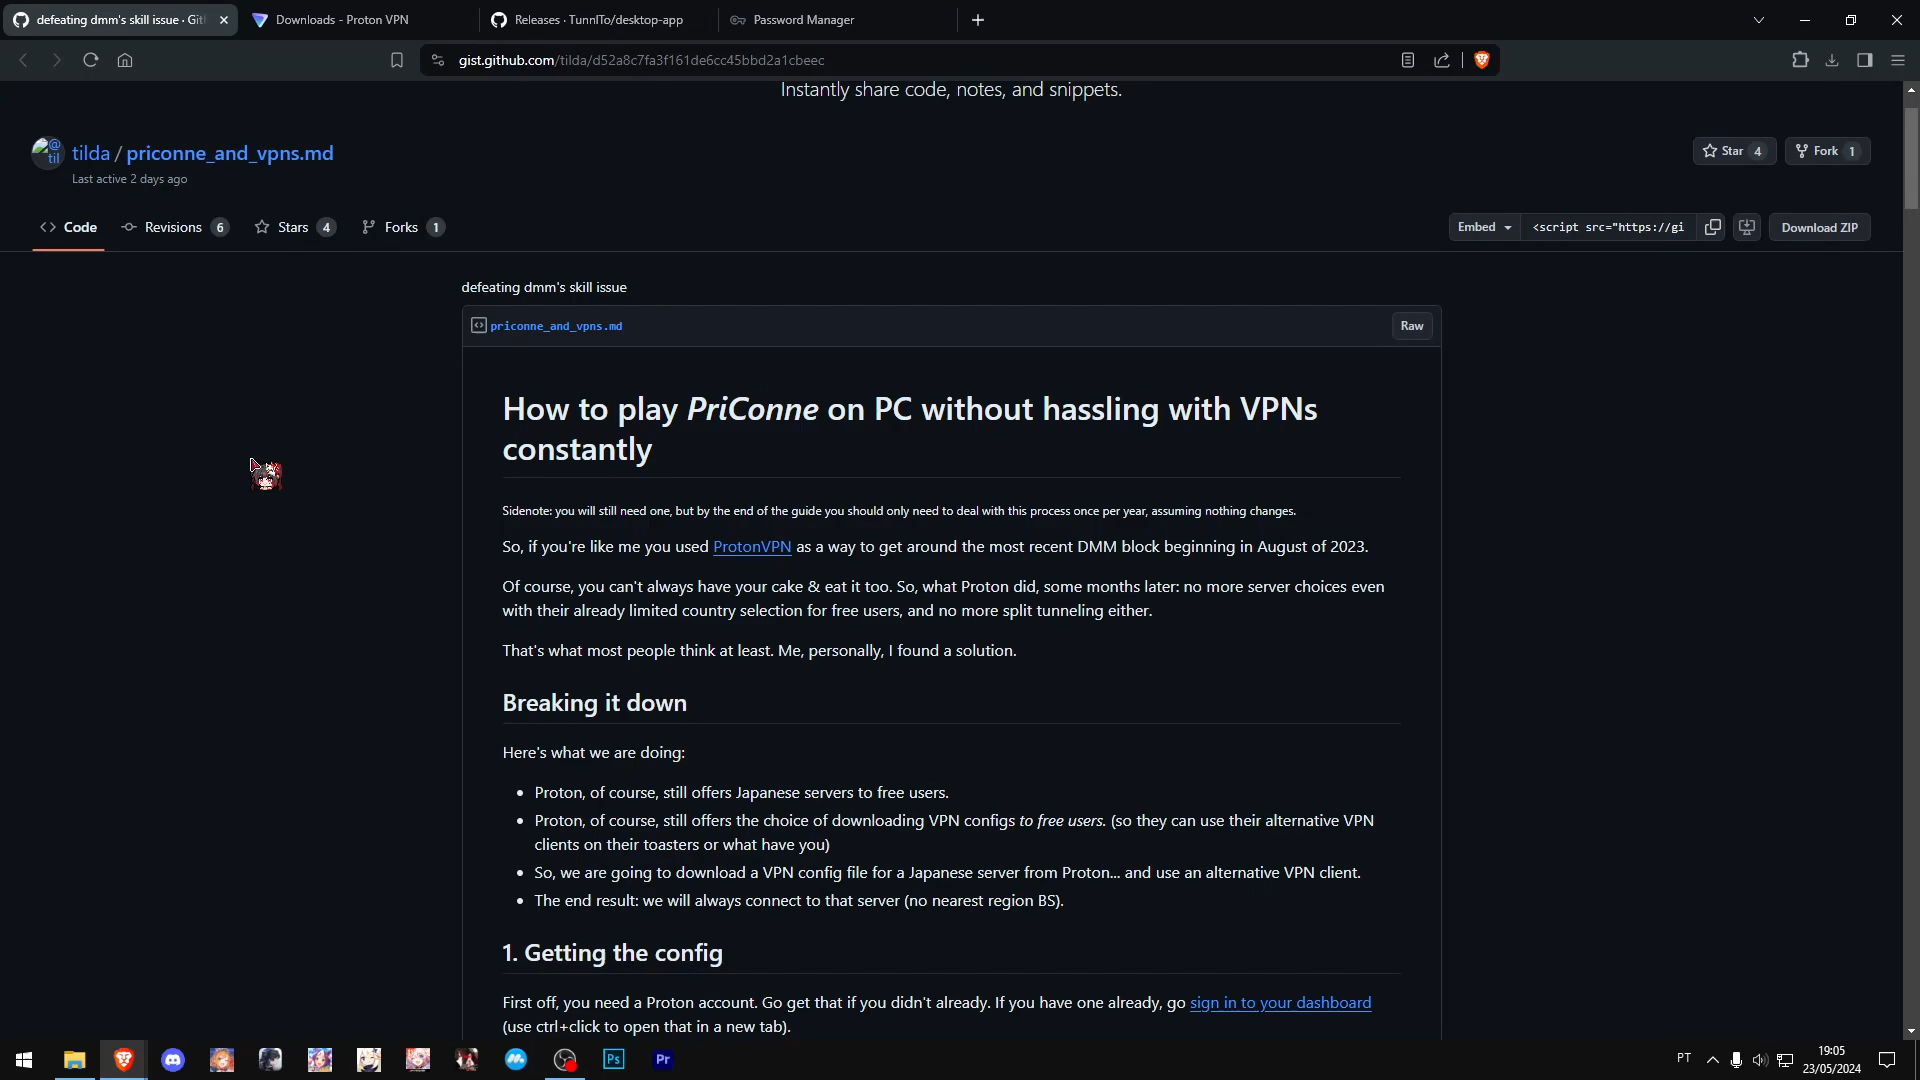 defeating dmm's skill issue · Git
Downloads - Proton VPN
Releases · TunnlTo/desktop-app
Password Manager
gist.github.com/tilda/d52a8c7fa3f161de6cc45bbd2a1cbeec
Instantly share code, notes, and snippets.
@
til
tilda / priconne_and_vpns.md
Last active 2 days ago
Star 4
Fork 1
Code
Revisions 6
Stars 4
Forks 1
Embed
<script src="https://gi
Download ZIP
defeating dmm's skill issue
priconne_and_vpns.md
Raw
How to play PriConne on PC without hassling with VPNs
constantly
Sidenote: you will still need one, but by the end of the guide you should only need to deal with this process once per year, assuming nothing changes.
So, if you're like me you used ProtonVPN as a way to get around the most recent DMM block beginning in August of 2023.
Of course, you can't always have your cake & eat it too. So, what Proton did, some months later: no more server choices even
with their already limited country selection for free users, and no more split tunneling either.
That's what most people think at least. Me, personally, I found a solution.
Breaking it down
Here's what we are doing:
• Proton, of course, still offers Japanese servers to free users.
• Proton, of course, still offers the choice of downloading VPN configs to free users. (so they can use their alternative VPN
clients on their toasters or what have you)
• So, we are going to download a VPN config file for a Japanese server from Proton... and use an alternative VPN client.
• The end result: we will always connect to that server (no nearest region BS).
1. Getting the config
First off, you need a Proton account. Go get that if you didn't already. If you have one already, go sign in to your dashboard
(use ctrl+click to open that in a new tab).
Ps
Pr
PT
19:05
23/05/2024